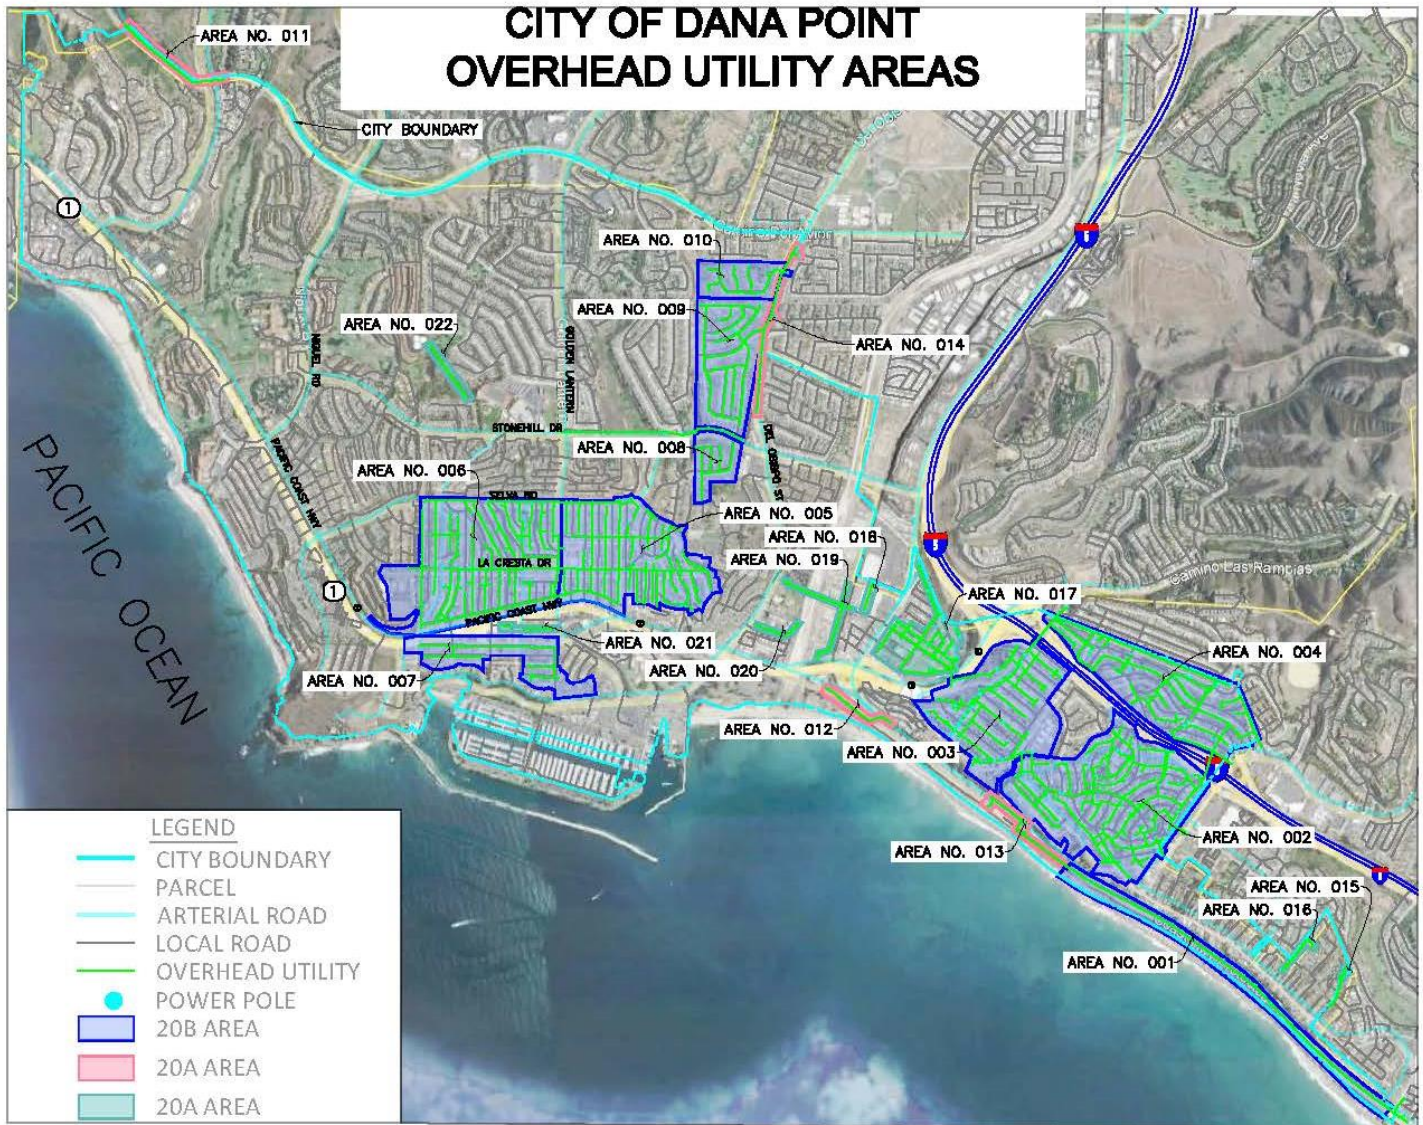 CITY OF DANA POINT
OVERHEAD UTILITY AREAS
AREA NO. 011
CITY BOUNDARY
1
AREA NO. 010
5
AREA NO. 009
AREA NO. 022
AREA NO. 014
NIGUEL RD
GOLDEN LANTERN
STONEHILL DR
AREA NO. 008
DEL OBISPO ST
PACIFIC COAST HWY
AREA NO. 006
SELVA RD
AREA NO. 005
AREA NO. 018
AREA NO. 019
5
LA CRESTA DR
Camino Las Ramblas
PACIFIC OCEAN
1
AREA NO. 017
PACIFIC COAST HWY
AREA NO. 021
AREA NO. 004
AREA NO. 020
AREA NO. 007
AREA NO. 012
AREA NO. 003
AREA NO. 002
AREA NO. 013
AREA NO. 015
AREA NO. 016
AREA NO. 001
LEGEND
CITY BOUNDARY
PARCEL
ARTERIAL ROAD
LOCAL ROAD
OVERHEAD UTILITY
POWER POLE
20B AREA
20A AREA
20A AREA